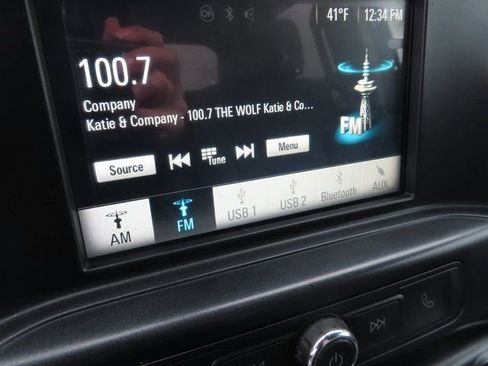 41°F 12:34 PM
100.7
Company
Katie & Company - 100.7 THE WOLF Katie & Co...
FM
Source Tune Menu
AM FM USB 1 USB 2 Bluetooth AUX